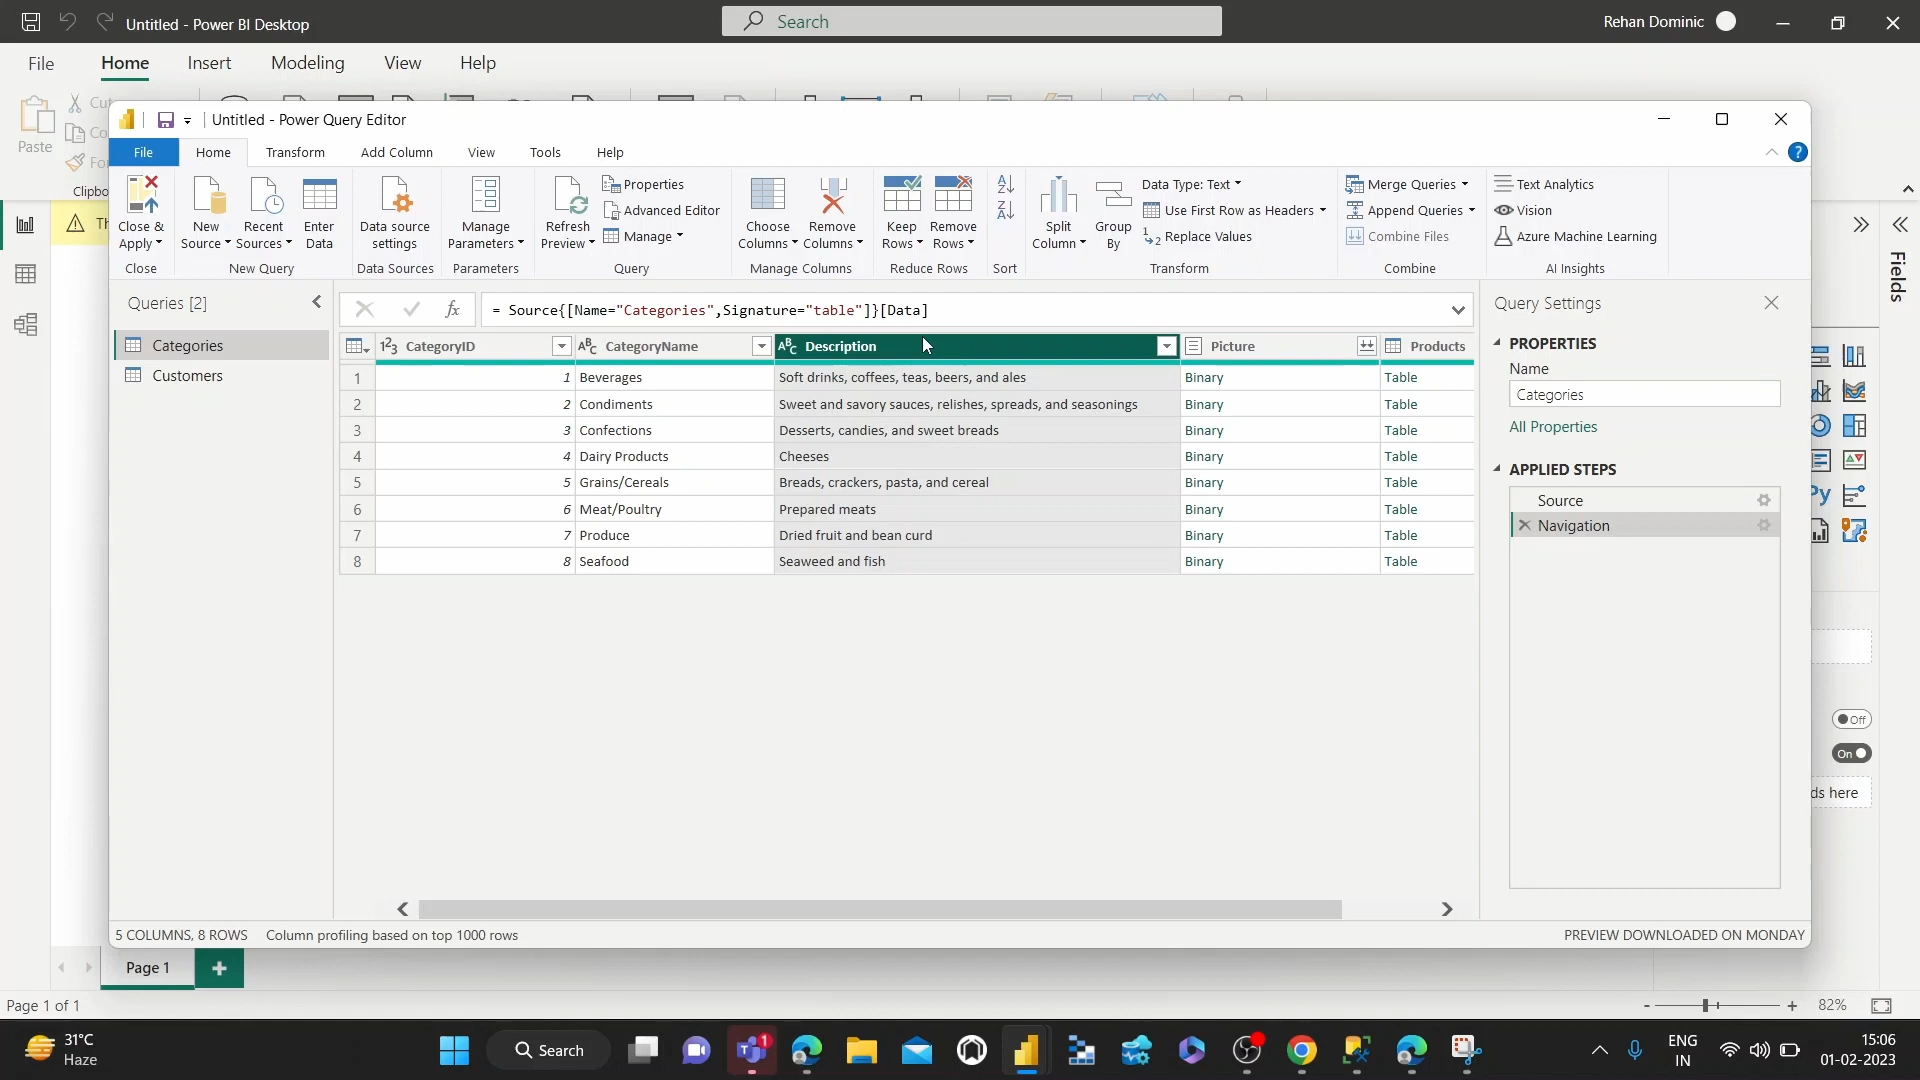 Untitled - Power BI Desktop
Search
Rehan Dominic
File
Home
Insert
Modeling
View
Help
Paste
Clipbo
Untitled - Power Query Editor
File
Home
Transform
Add Column
View
Tools
Help
?
Close &
Apply
Close
New
Source
Recent
Sources
Enter
Data
New Query
Data source
settings
Data Sources
Manage
Parameters
Parameters
Refresh
Preview
Properties
Advanced Editor
Manage
Query
Choose
Columns
Remove
Columns
Manage Columns
Keep
Rows
Remove
Rows
Reduce Rows
Sort
Split
Column
Group
By
Data Type: Text
Use First Row as Headers
Replace Values
Transform
Merge Queries
Append Queries
Combine Files
Combine
Text Analytics
Vision
Azure Machine Learning
AI Insights
Fields
Queries [2]
Categories
Customers
= Source{[Name="Categories",Signature="table"]}[Data]
CategoryID CategoryName Description Picture Products
1 1 Beverages Soft drinks, coffees, teas, beers, and ales Binary Table
2 2 Condiments Sweet and savory sauces, relishes, spreads, and seasonings Binary Table
3 3 Confections Desserts, candies, and sweet breads Binary Table
4 4 Dairy Products Cheeses Binary Table
5 5 Grains/Cereals Breads, crackers, pasta, and cereal Binary Table
6 6 Meat/Poultry Prepared meats Binary Table
7 7 Produce Dried fruit and bean curd Binary Table
8 8 Seafood Seaweed and fish Binary Table
Query Settings
PROPERTIES
Name
Categories
All Properties
APPLIED STEPS
Source
Navigation
Off
On
ds here
5 COLUMNS, 8 ROWS
Column profiling based on top 1000 rows
PREVIEW DOWNLOADED ON MONDAY
Page 1
Page 1 of 1
82%
31°C
Haze
Search
1
ENG
IN
15:06
01-02-2023